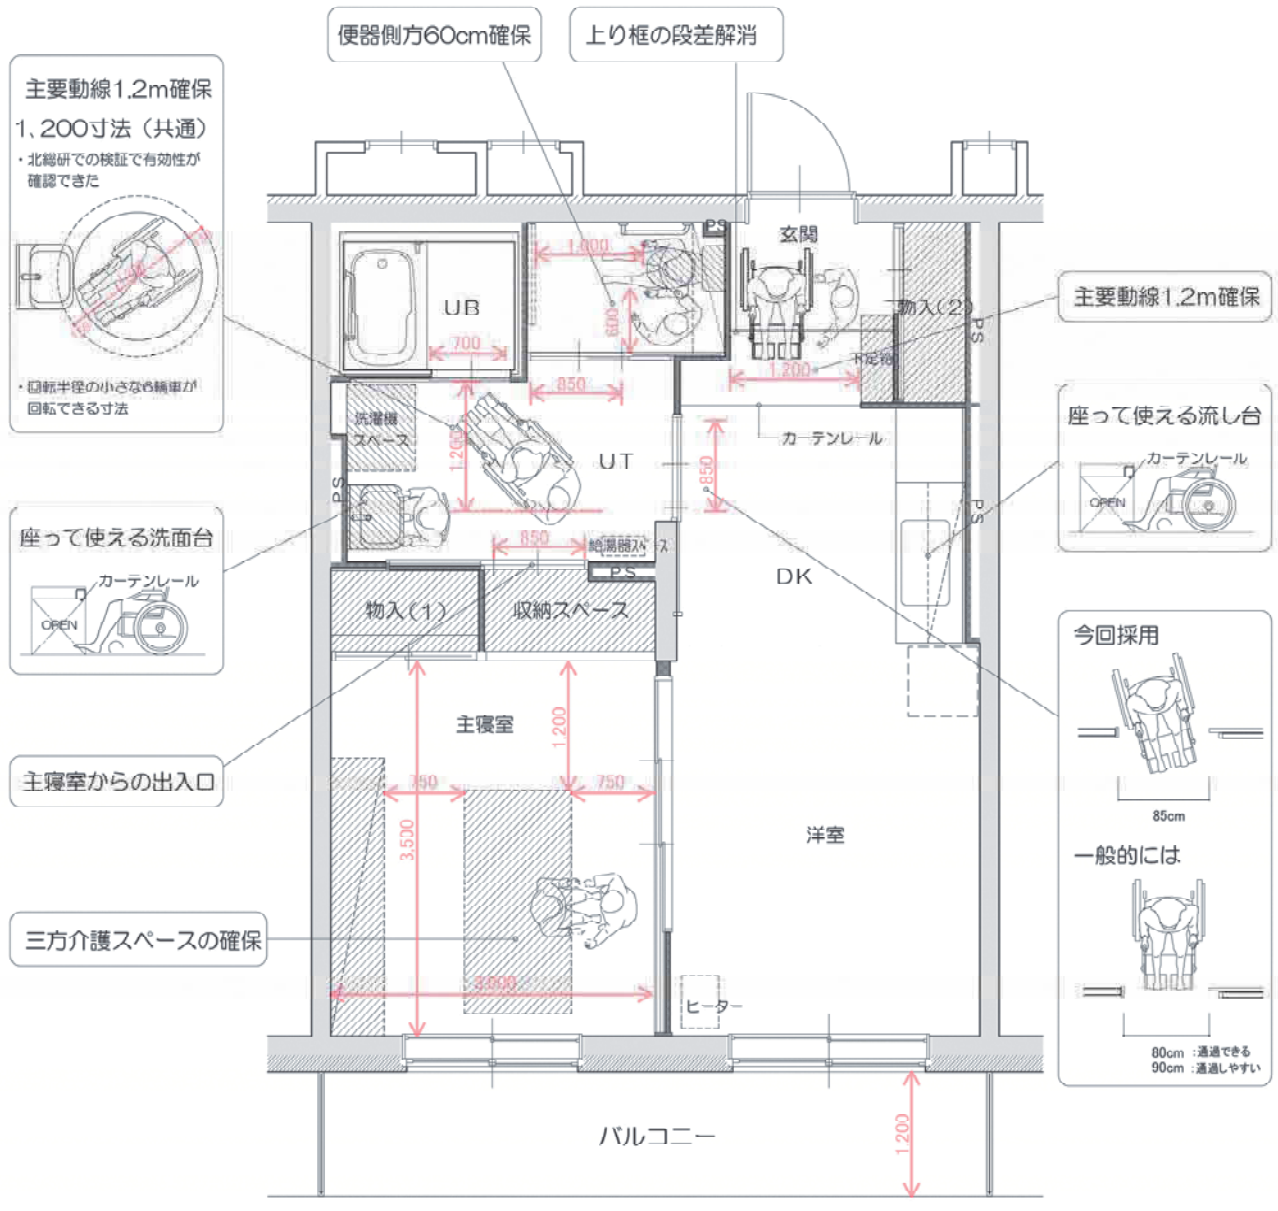 便器側方60cm確保
上り框の段差解消
主要動線1.2m確保
1、200寸法（共通）
・北総研での検証で有効性が
確認できた
・回転半径の小さな6輪車が
回転できる寸法
座って使える洗面台
カーテンレール
OPEN
主寝室からの出入口
三方介護スペースの確保
主要動線1.2m確保
座って使える流し台
カーテンレール
OPEN
今回採用
85cm
一般的には
80cm ：通過できる
90cm ：通過しやすい
PS
玄関
1,000
物入(2)
UB
600
PS
700
下足箱
850
1,200
洗濯機
スペース
カーテンレール
1,200
UT
850
PS
PS
850
給湯器スペース
PS
DK
物入(1)
収納スペース
主寝室
1,200
750
750
3,500
洋室
3,000
ヒーター
バルコニー
1,200